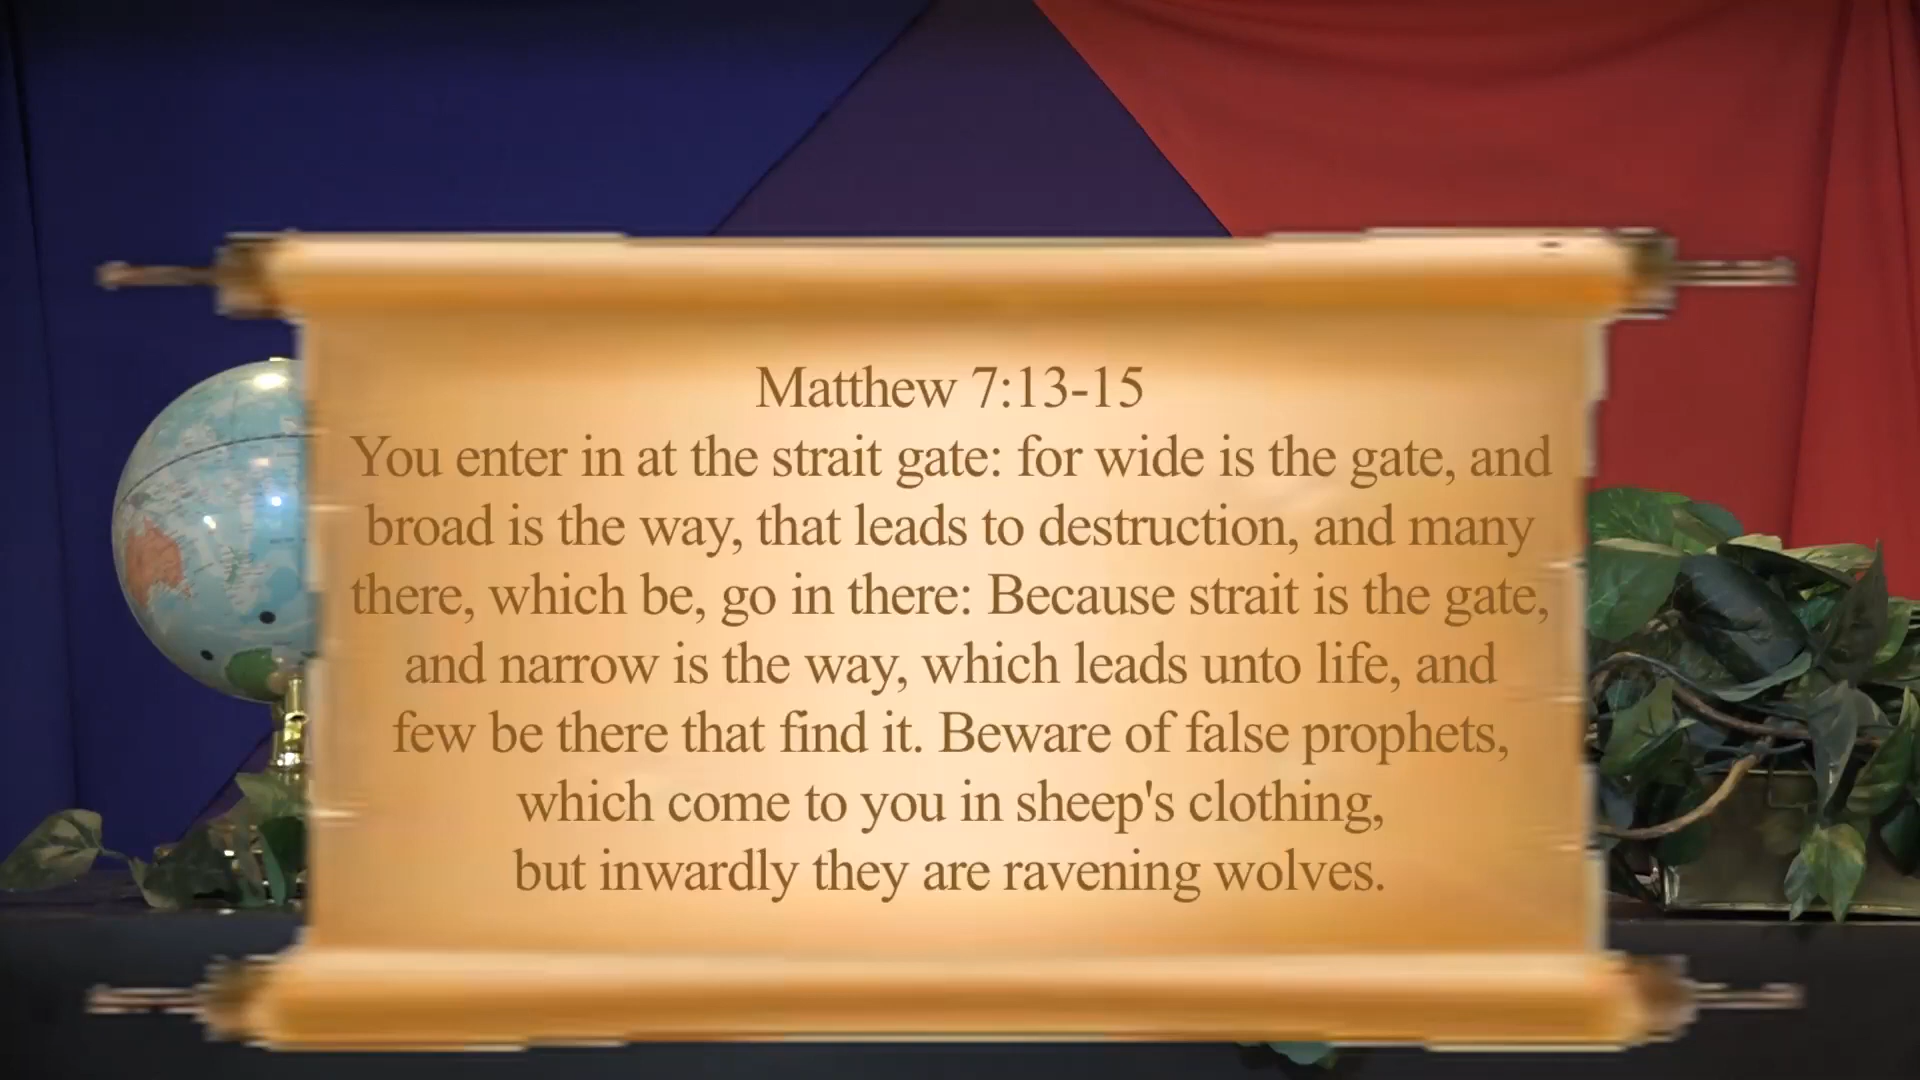 Matthew 7:13-15
You enter in at the strait gate: for wide is the gate, and
broad is the way, that leads to destruction, and many
there, which be, go in there: Because strait is the gate,
and narrow is the way, which leads unto life, and
few be there that find it. Beware of false prophets,
which come to you in sheep's clothing,
but inwardly they are ravening wolves.